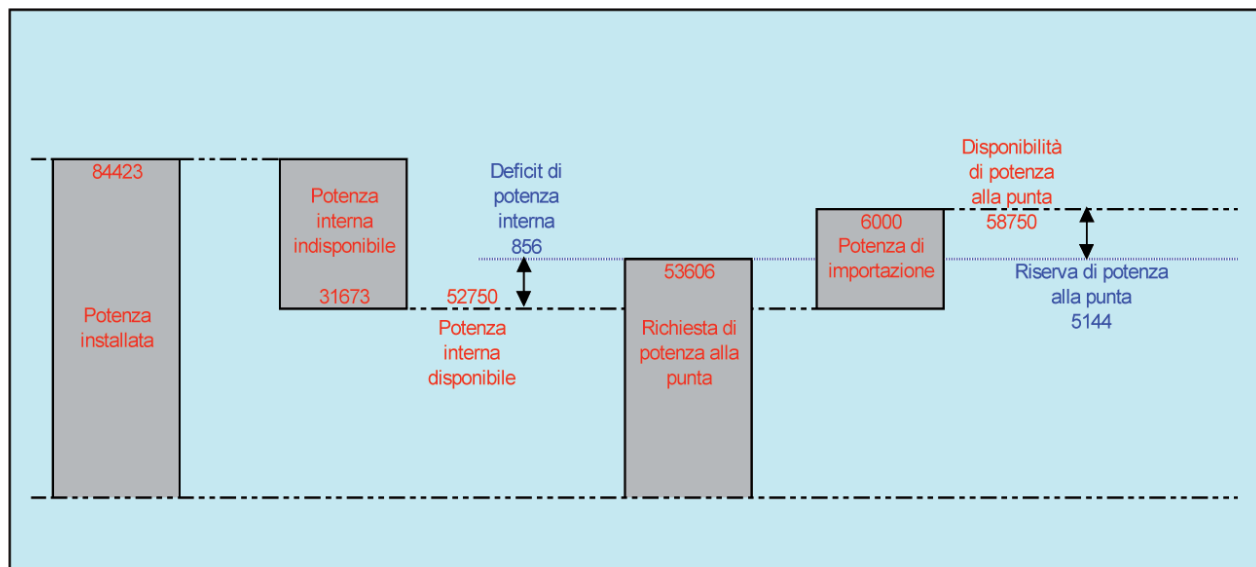 84423
Potenza
installata
Potenza
interna
indisponibile
31673
Deficit di
potenza
interna
856
52750
Potenza
interna
disponibile
53606
Richiesta di
potenza alla
punta
6000
Potenza di
importazione
Disponibilità
di potenza
alla punta
58750
Riserva di potenza
alla punta
5144